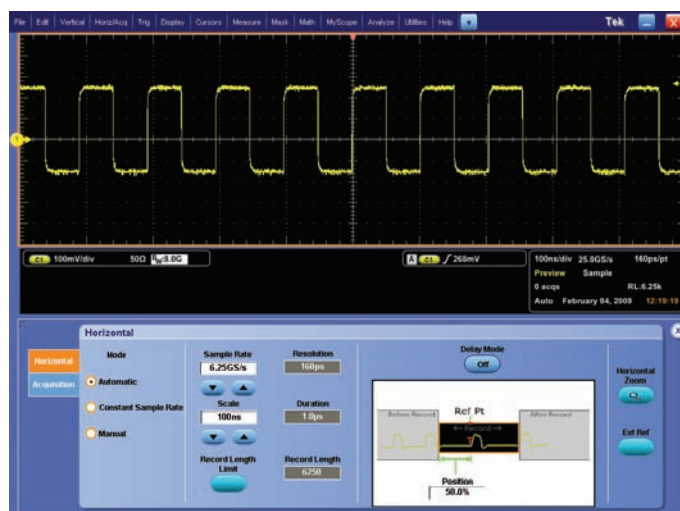 File Edit Vertical Horiz/Acq Trig Display Cursors Measure Mask Math MyScope Analyze Utilities Help Tek X
1
C1 100mV/div 50Ω BW:8.0G
A C1 268mV
100ns/div 25.0GS/s 160ps/pt
Preview Sample
0 acqs RL:6.25k
Auto February 04, 2009 12:19:19
Horizontal
Horizontal
Acquisition
Mode
Automatic
Constant Sample Rate
Manual
Sample Rate
6.25GS/s
Scale
100ns
Record Length
Limit
Resolution
160ps
Duration
1.0μs
Record Length
6250
Delay Mode
Off
Before Record
Ref Pt
Record
After Record
Position
50.0%
Horizontal
Zoom
Ext Ref
X